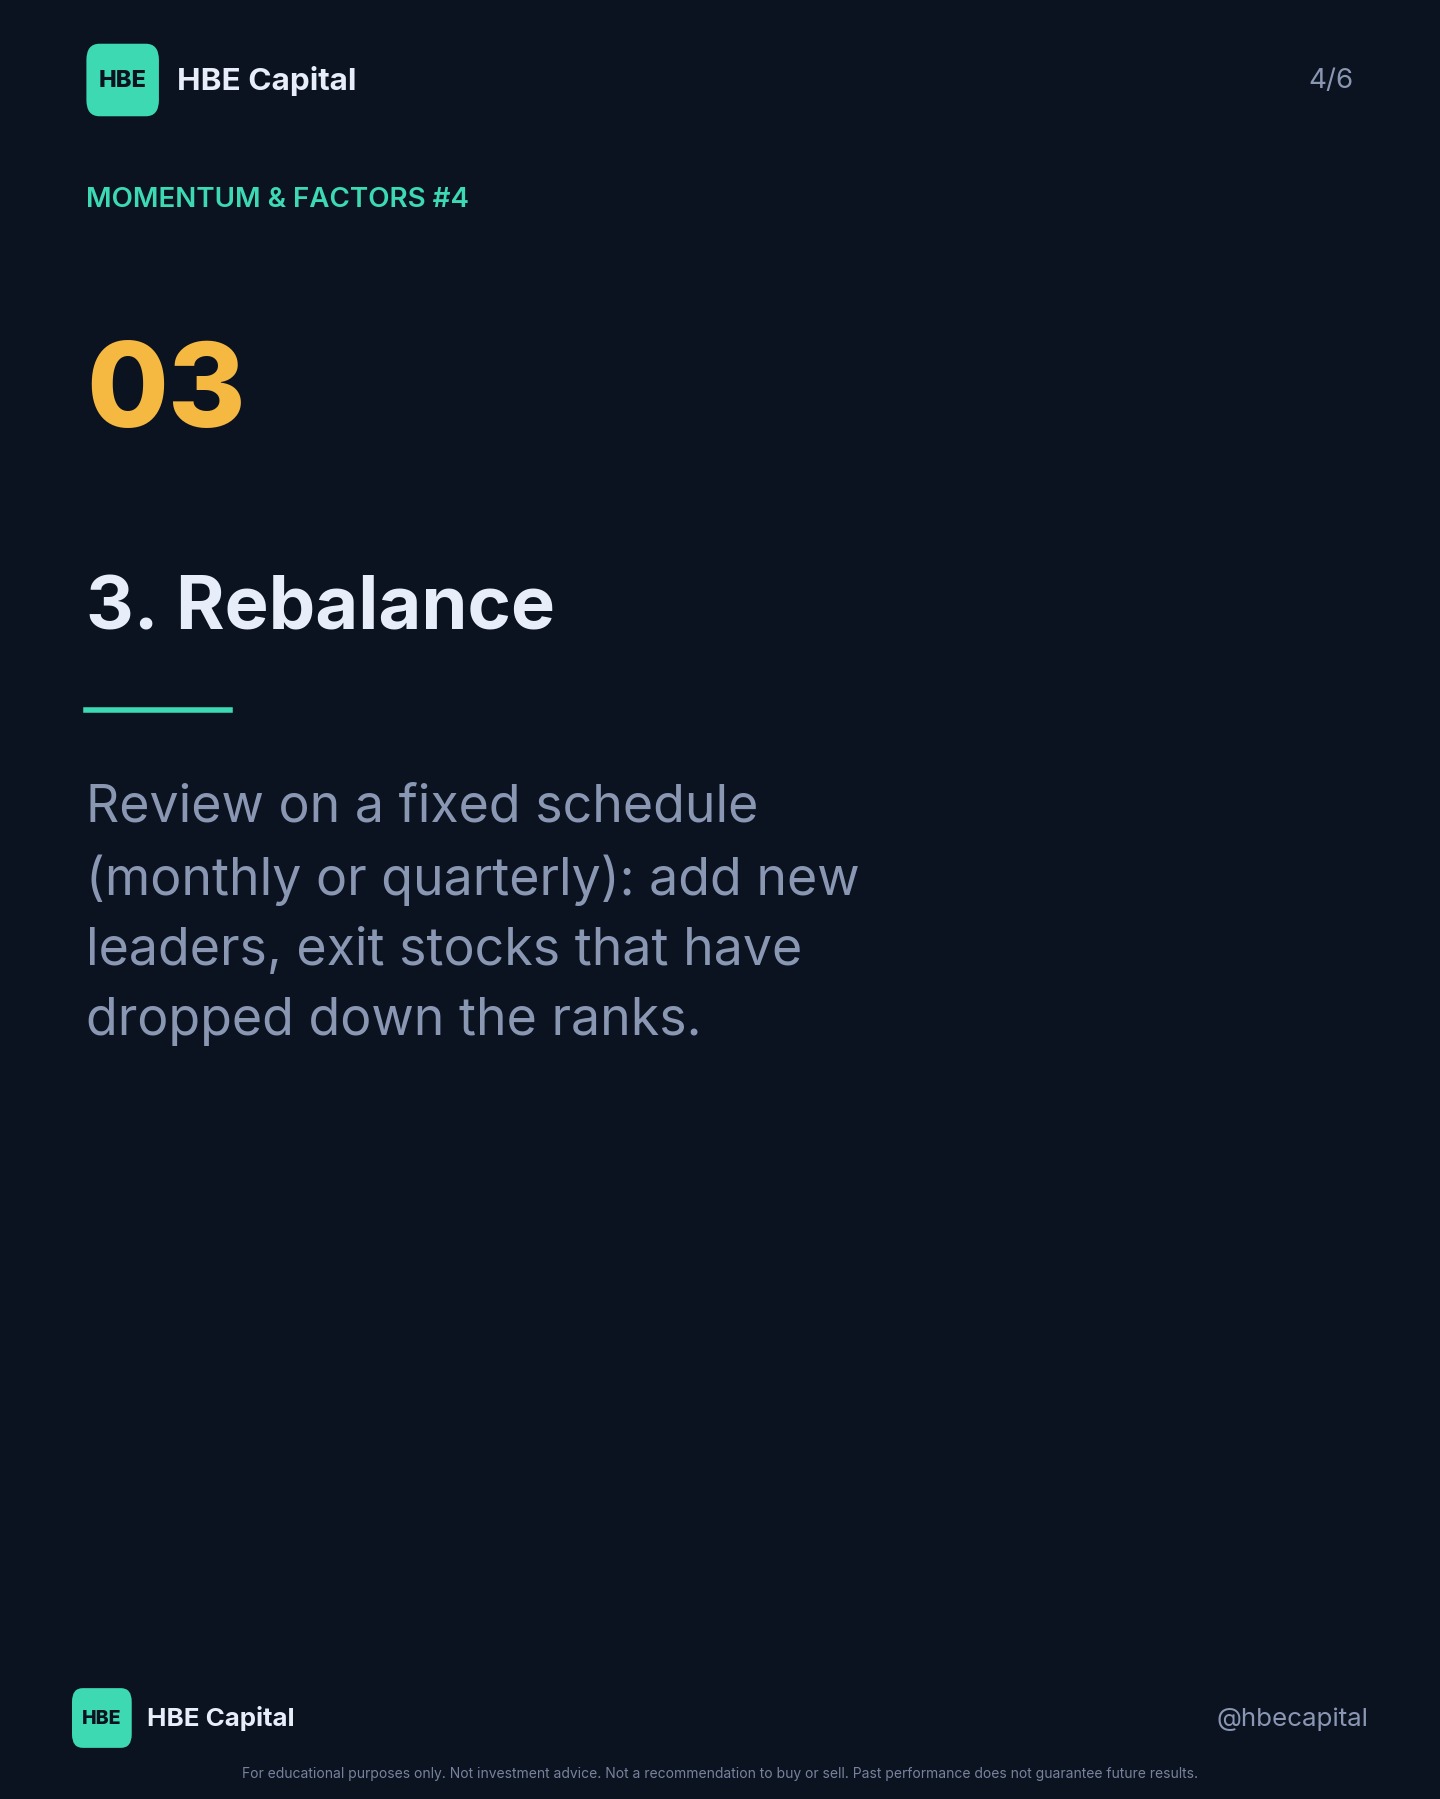 HBE
HBE Capital
4/6
MOMENTUM & FACTORS #4
03
3. Rebalance
Review on a fixed schedule
(monthly or quarterly): add new
leaders, exit stocks that have
dropped down the ranks.
HBE
HBE Capital
@hbecapital
For educational purposes only. Not investment advice. Not a recommendation to buy or sell. Past performance does not guarantee future results.